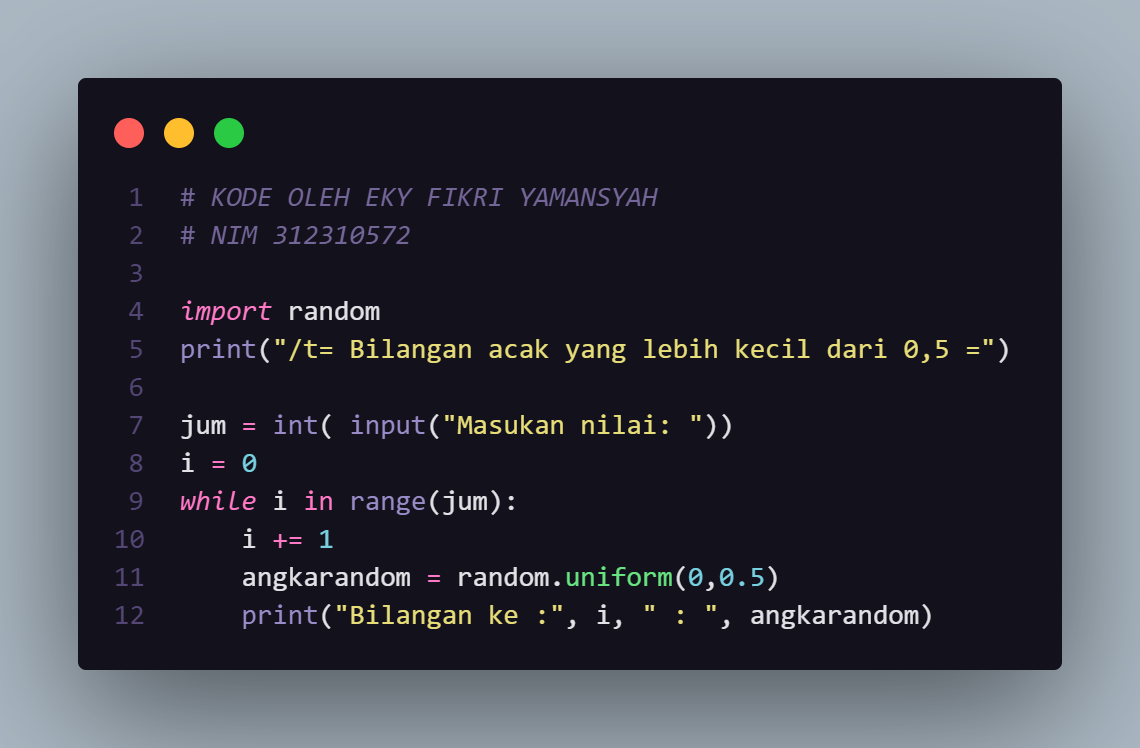 1 # KODE OLEH EKY FIKRI YAMANSYAH
2 # NIM 312310572
3
4 import random
5 print("/t= Bilangan acak yang lebih kecil dari 0,5 =")
6
7 jum = int( input("Masukan nilai: "))
8 i = 0
9 while i in range(jum):
10     i += 1
11     angkarandom = random.uniform(0,0.5)
12     print("Bilangan ke :", i, " : ", angkarandom)